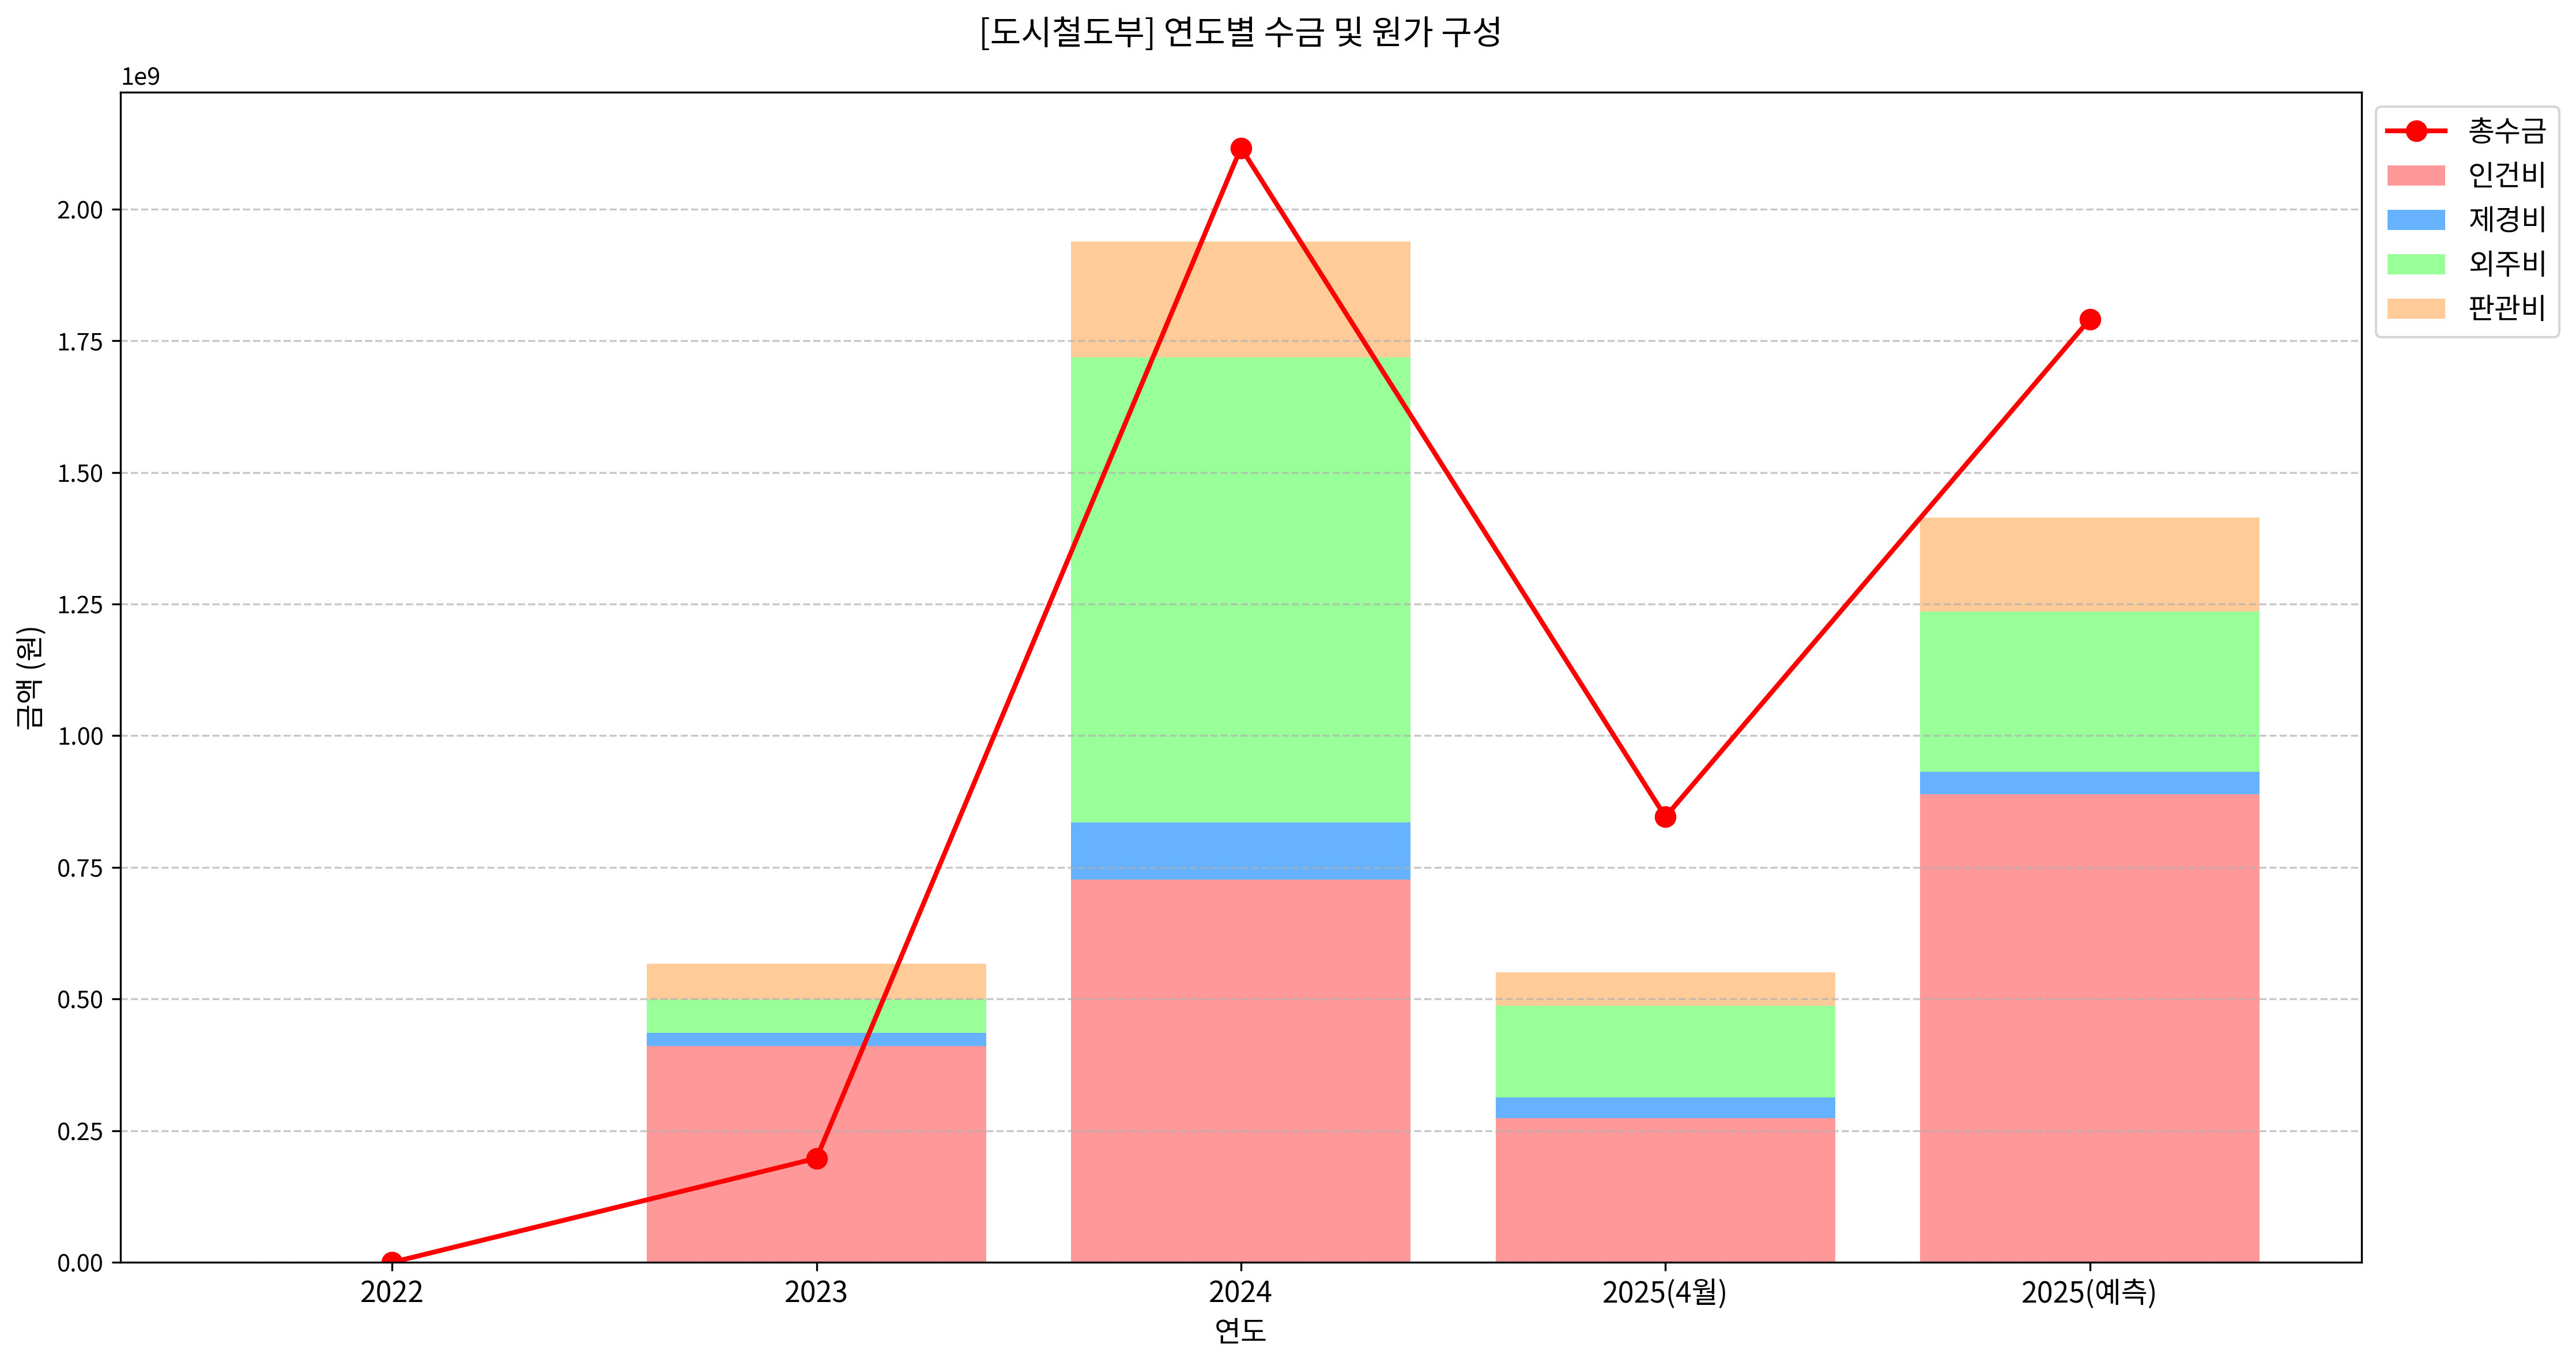 [도시철도부] 연도별 수금 및 원가 구성
1e9
총수금
인건비
제경비
외주비
판관비
2.00
1.75
1.50
1.25
1.00
0.75
0.50
0.25
0.00
금액 (원)
2022
2023
2024
2025(4월)
2025(예측)
연도